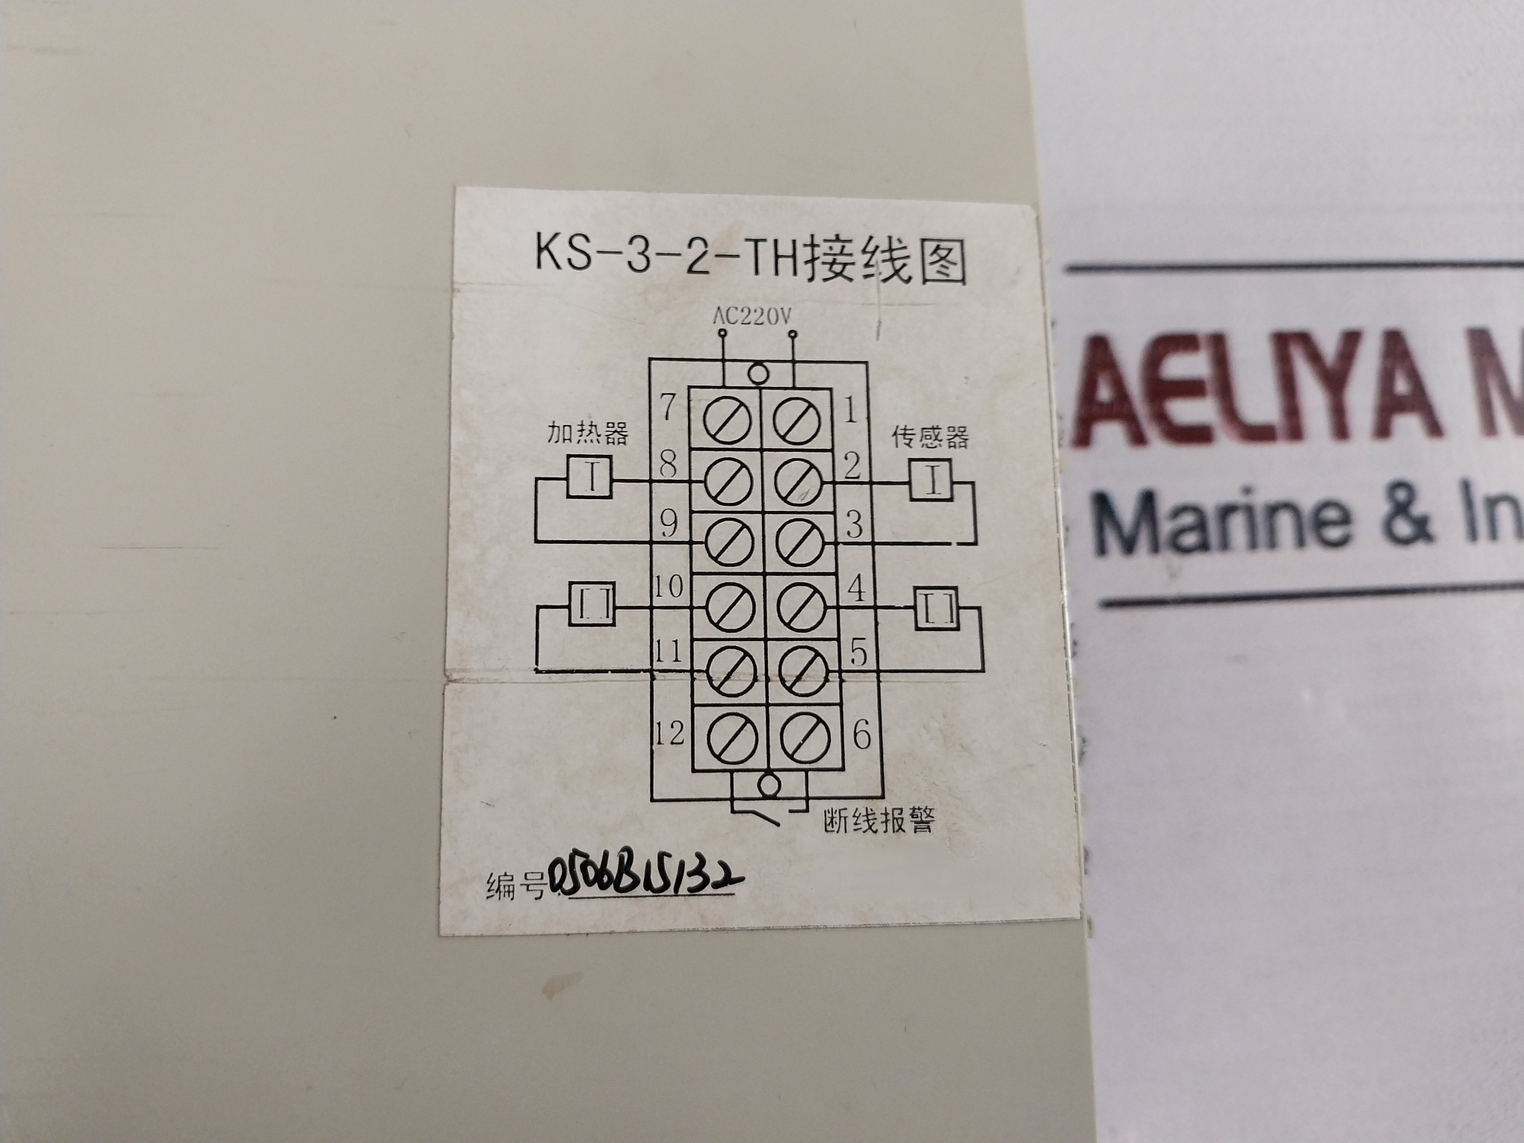 KS-3-2-TH接线图
AC220V
7 1
加热器 传感器
8 2
I I
9 3
10 4
II II
11 5
12 6
断线报警
编号0506B15132
AELIYA M
Marine & In